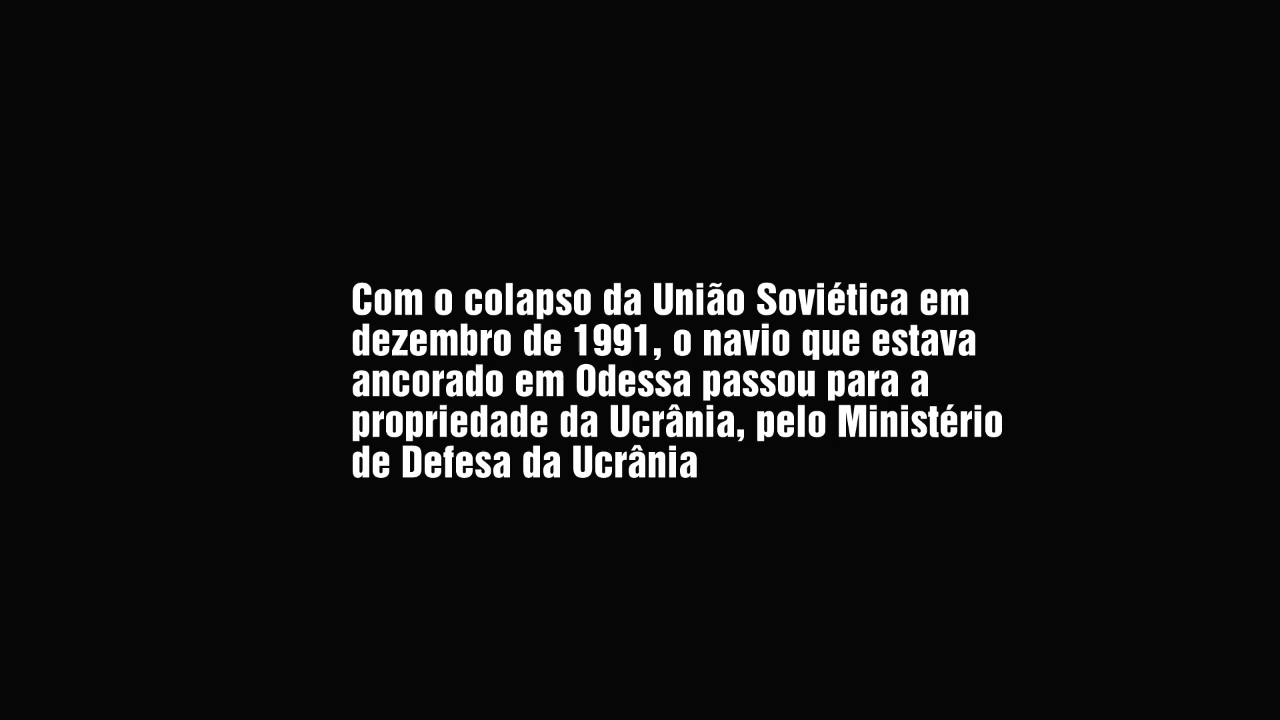 Com o colapso da União Soviética em
dezembro de 1991, o navio que estava
ancorado em Odessa passou para a
propriedade da Ucrânia, pelo Ministério
de Defesa da Ucrânia